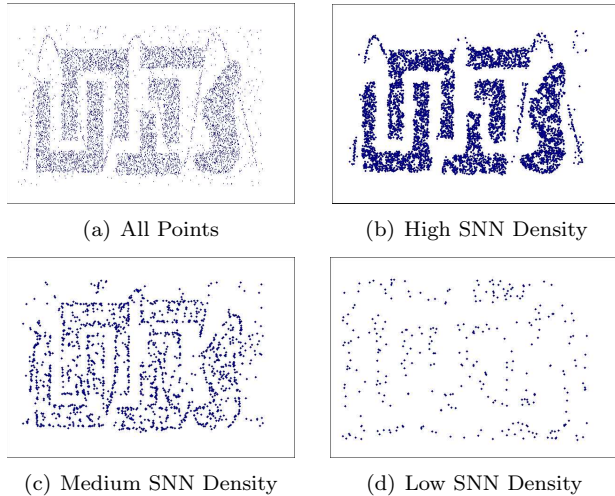 (a) All Points
(b) High SNN Density
(c) Medium SNN Density
(d) Low SNN Density